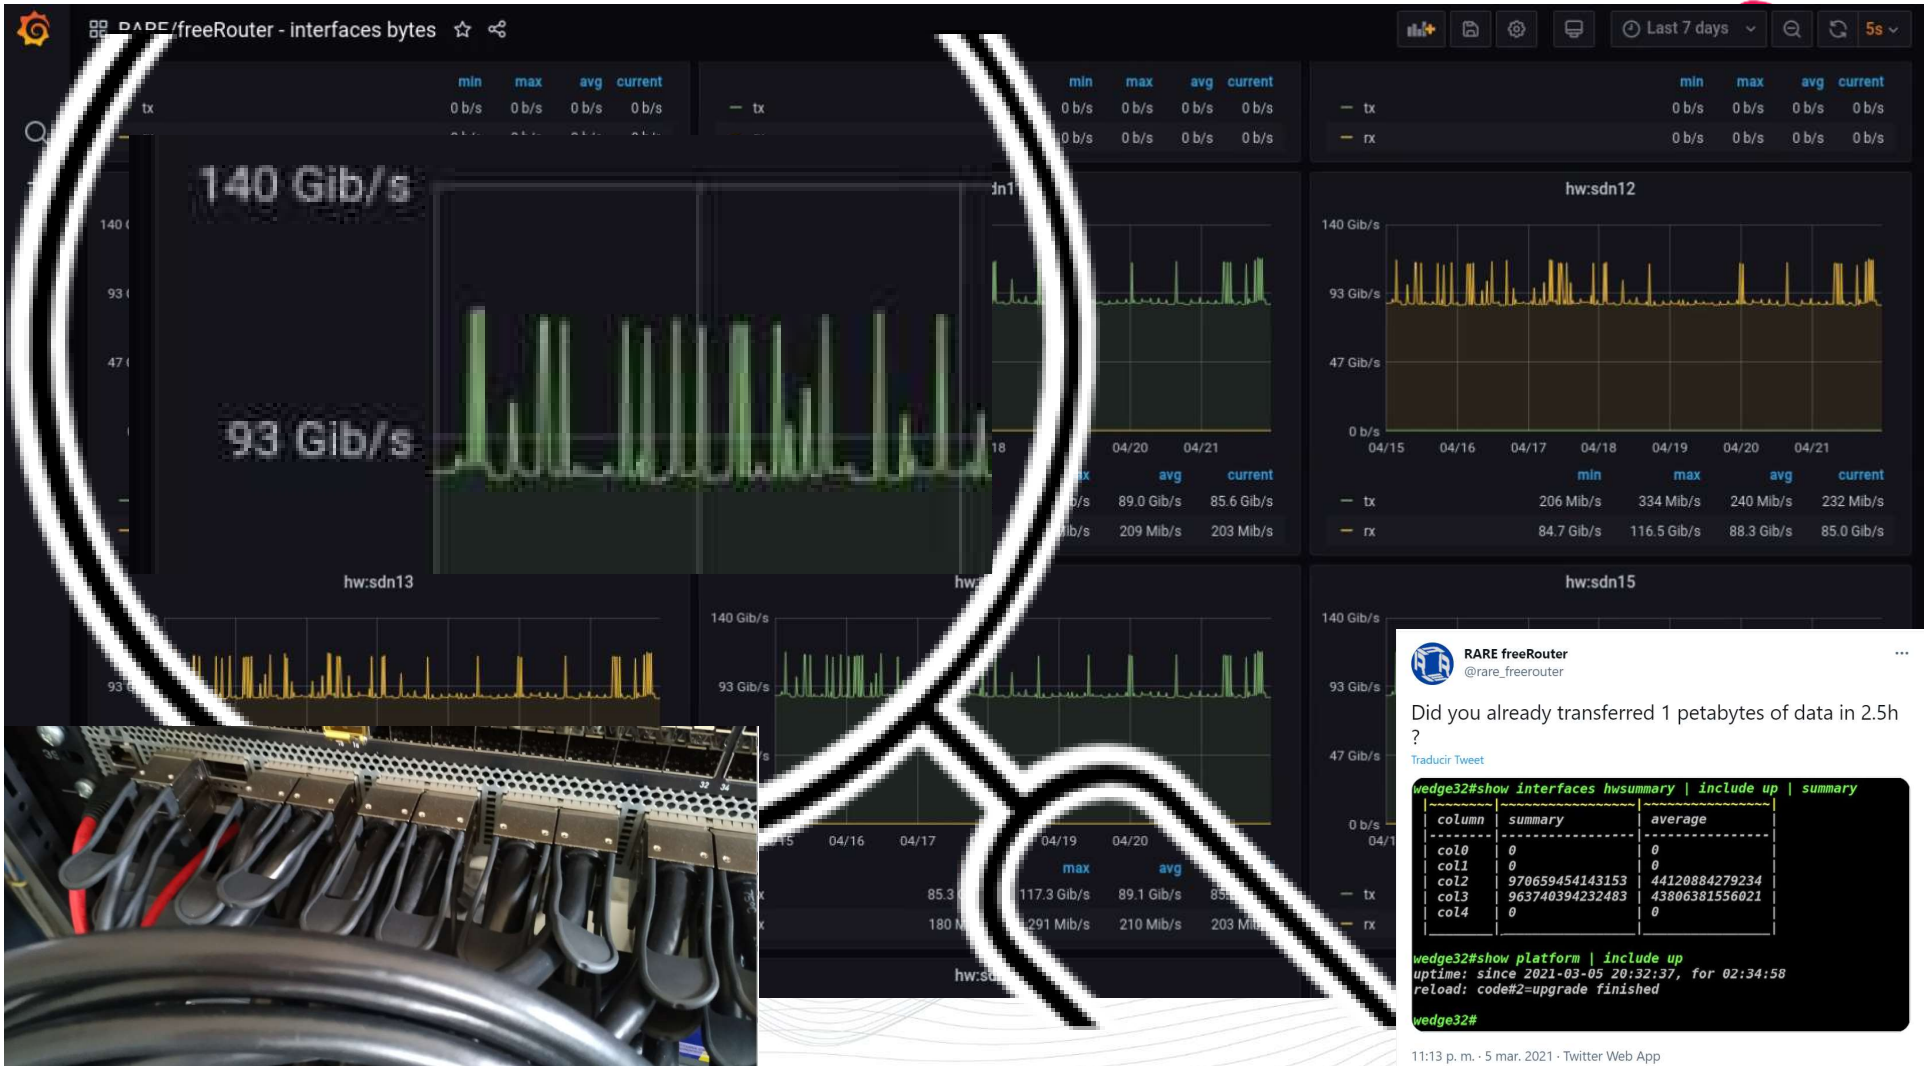 RARE/freeRouter - interfaces bytes
Last 7 days
5s
min max avg current
tx 0 b/s 0 b/s 0 b/s 0 b/s
tx
min max avg current
0 b/s 0 b/s 0 b/s 0 b/s
0 b/s 0 b/s 0 b/s 0 b/s
min max avg current
tx 0 b/s 0 b/s 0 b/s 0 b/s
rx 0 b/s 0 b/s 0 b/s 0 b/s
140 Gib/s
93 Gib/s
140
93
47
04/20 04/21
avg current
89.0 Gib/s 85.6 Gib/s
209 Mib/s 203 Mib/s
hw:sdn12
140 Gib/s
93 Gib/s
47 Gib/s
0 b/s
04/15 04/16 04/17 04/18 04/19 04/20 04/21
min max avg current
tx 206 Mib/s 334 Mib/s 240 Mib/s 232 Mib/s
rx 84.7 Gib/s 116.5 Gib/s 88.3 Gib/s 85.0 Gib/s
hw:sdn13
93
140 Gib/s
93 Gib/s
04/16 04/17 04/19 04/20
max avg
85.3 117.3 Gib/s 89.1 Gib/s
180 291 Mib/s 210 Mib/s 203
hw:sdn15
140 Gib/s
93 Gib/s
47 Gib/s
0 b/s
tx
rx
RARE freeRouter
@rare_freerouter
Did you already transferred 1 petabytes of data in 2.5h
?
Traducir Tweet
wedge32#show interfaces hwsummary | include up | summary
|~~~~~~~~|~~~~~~~~~~~~~~~~~|~~~~~~~~~~~~~~~~|
| column | summary | average |
|--------|-----------------|----------------|
| col0 | 0 | 0 |
| col1 | 0 | 0 |
| col2 | 970659454143153 | 44120884279234 |
| col3 | 963740394232483 | 43806381556021 |
| col4 | 0 | 0 |
|________|_________________|________________|
wedge32#show platform | include up
uptime: since 2021-03-05 20:32:37, for 02:34:58
reload: code#2=upgrade finished
wedge32#
11:13 p. m. · 5 mar. 2021 · Twitter Web App